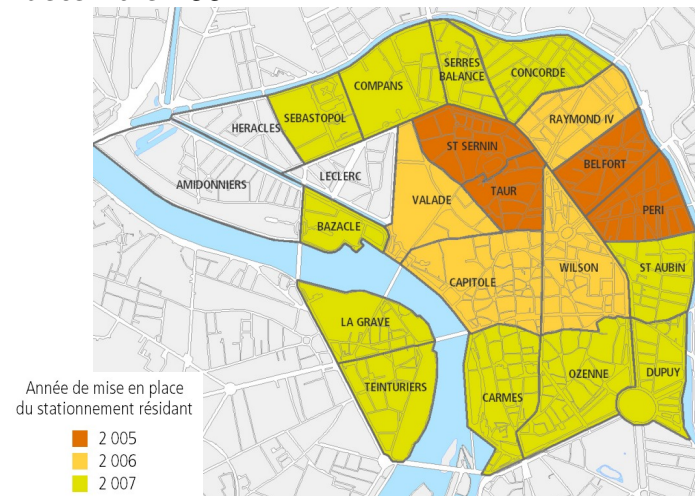 SERRES
BALANCE
CONCORDE
COMPANS
SEBASTOPOL
RAYMOND IV
HERACLES
ST SERNIN
BELFORT
LECLERC
AMIDONNIERS
TAUR
VALADE
PERI
BAZACLE
ST AUBIN
CAPITOLE
WILSON
LA GRAVE
OZENNE
DUPUY
TEINTURIERS
CARMES
Année de mise en place
du stationnement résidant
2 005
2 006
2 007